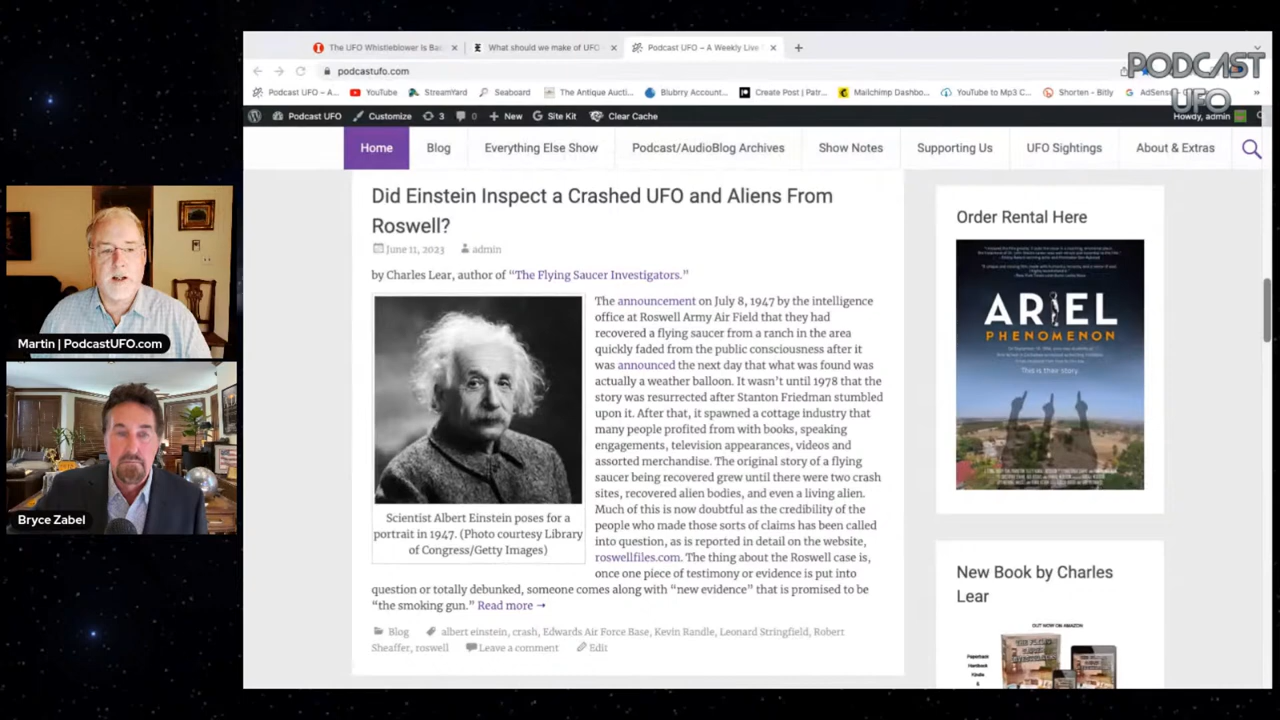 The UFO Whistleblower Is Bas
What should we make of UFO
Podcast UFO – A Weekly Live
PODCAST
UFO
podcastufo.com
Podcast UFO – A...
YouTube
StreamYard
Seaboard
The Antique Aucti...
Blubrry Account...
Create Post | Patr...
Mailchimp Dashbo...
YouTube to Mp3 C...
Shorten - Bitly
AdSens
Podcast UFO
Customize
3
0
New
Site Kit
Clear Cache
Howdy, admin
Home
Blog
Everything Else Show
Podcast/AudioBlog Archives
Show Notes
Supporting Us
UFO Sightings
About & Extras
Did Einstein Inspect a Crashed UFO and Aliens From
Roswell?
June 11, 2023 admin
by Charles Lear, author of “The Flying Saucer Investigators.”
The announcement on July 8, 1947 by the intelligence
office at Roswell Army Air Field that they had
recovered a flying saucer from a ranch in the area
quickly faded from the public consciousness after it
was announced the next day that what was found was
actually a weather balloon. It wasn’t until 1978 that the
story was resurrected after Stanton Friedman stumbled
upon it. After that, it spawned a cottage industry that
many people profited from with books, speaking
engagements, television appearances, videos and
assorted merchandise. The original story of a flying
saucer being recovered grew until there were two crash
sites, recovered alien bodies, and even a living alien.
Much of this is now doubtful as the credibility of the
people who made those sorts of claims has been called
into question, as is reported in detail on the website,
roswellfiles.com. The thing about the Roswell case is,
once one piece of testimony or evidence is put into
question or totally debunked, someone comes along with “new evidence” that is promised to be
“the smoking gun.” Read more →
Scientist Albert Einstein poses for a
portrait in 1947. (Photo courtesy Library
of Congress/Getty Images)
Blog albert einstein, crash, Edwards Air Force Base, Kevin Randle, Leonard Stringfield, Robert
Sheaffer, roswell Leave a comment Edit
Order Rental Here
ARIEL
PHENOMENON
This is their story.
New Book by Charles
Lear
OUT NOW ON AMAZON
Paperback
Hardback
Kindle
&
Martin | PodcastUFO.com
Bryce Zabel